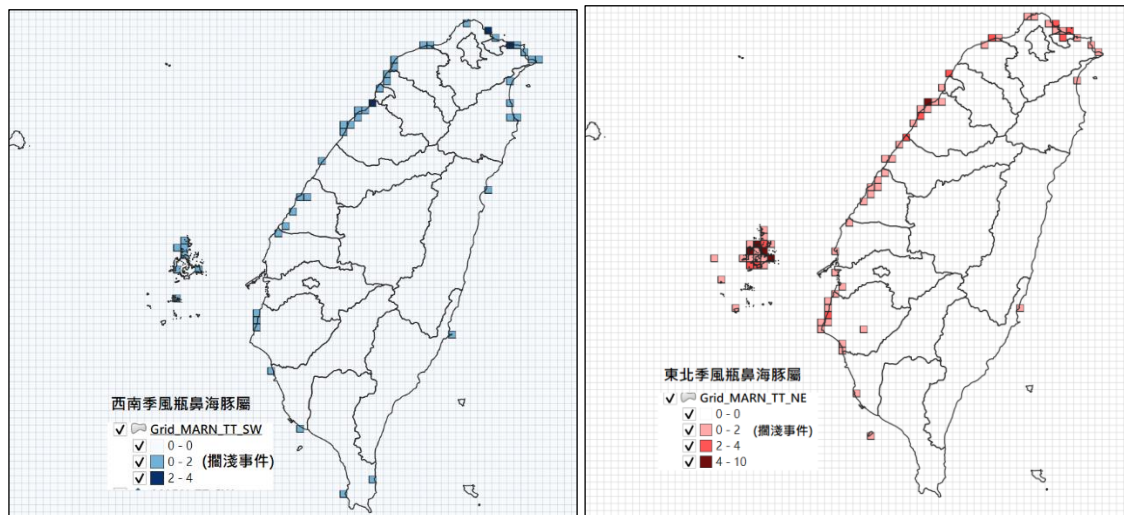 西南季風瓶鼻海豚屬
Grid_MARN_TT_SW
0 - 0
0 - 2 (擱淺事件)
2 - 4
東北季風瓶鼻海豚屬
Grid_MARN_TT_NE
0 - 0
0 - 2 (擱淺事件)
2 - 4
4 - 10